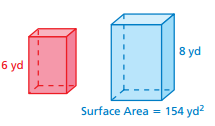 6 yd
8 yd
Surface Area = 154 yd²